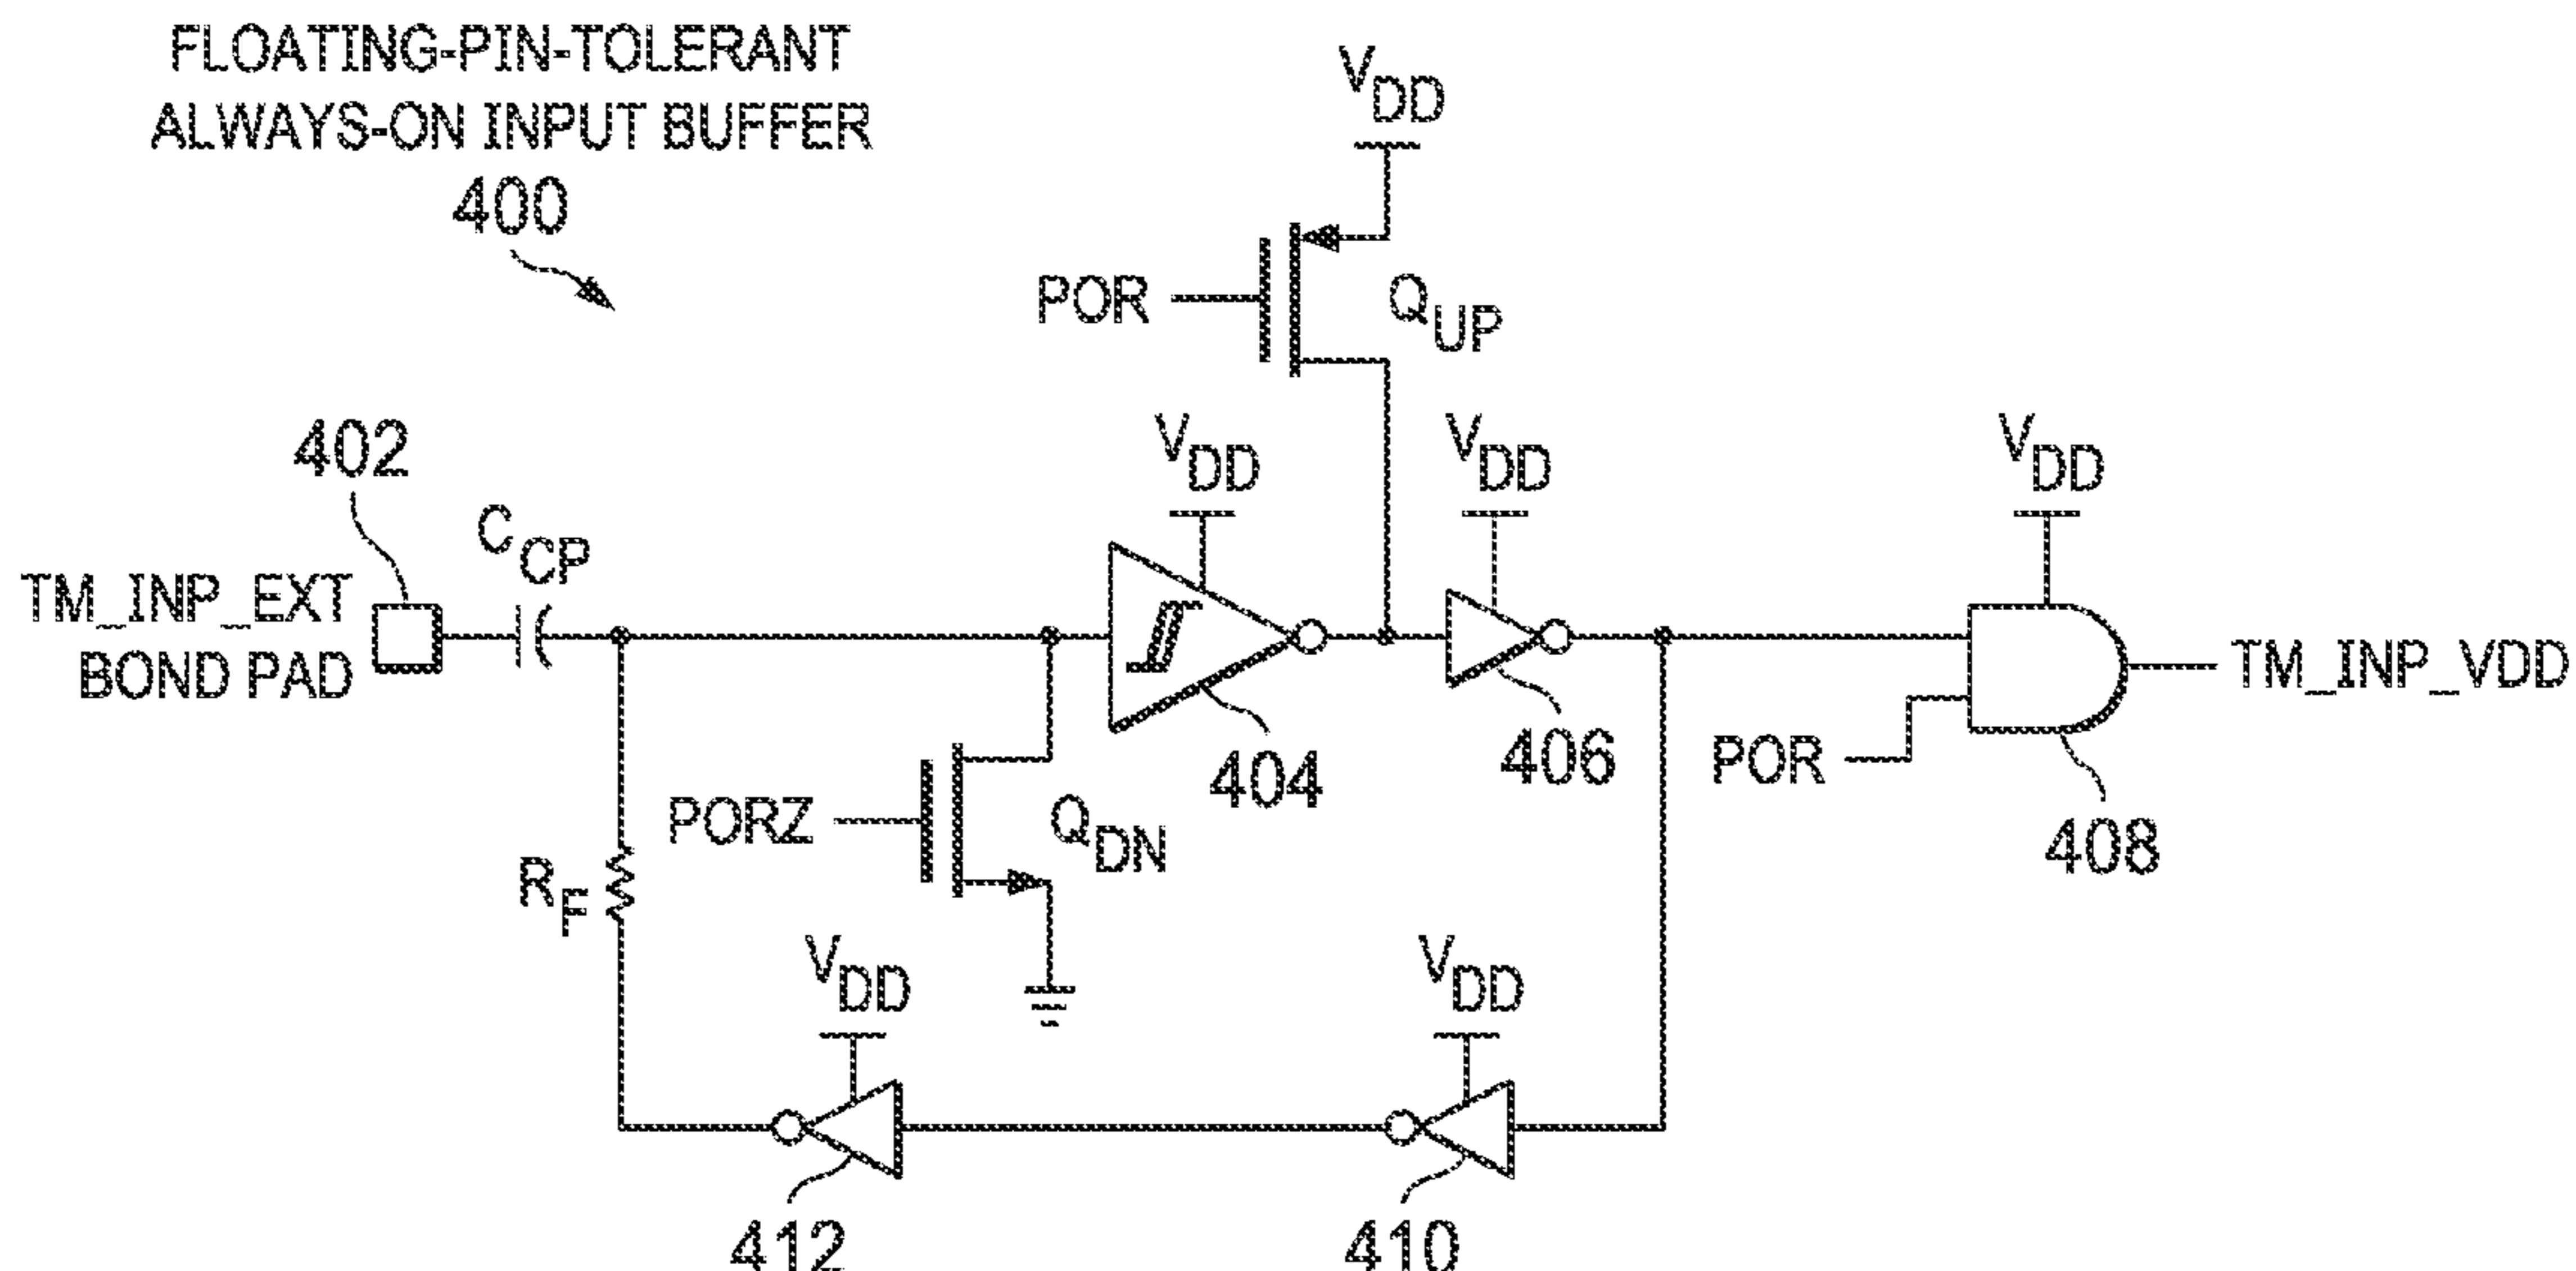 FLOATING-PIN-TOLERANT
ALWAYS-ON INPUT BUFFER
400
VDD
POR
QUP
402
CCP
VDD
VDD
VDD
TM_INP_EXT
BOND PAD
TM_INP_VDD
404
406
POR
408
PORZ
QDN
RF
VDD
VDD
412
410